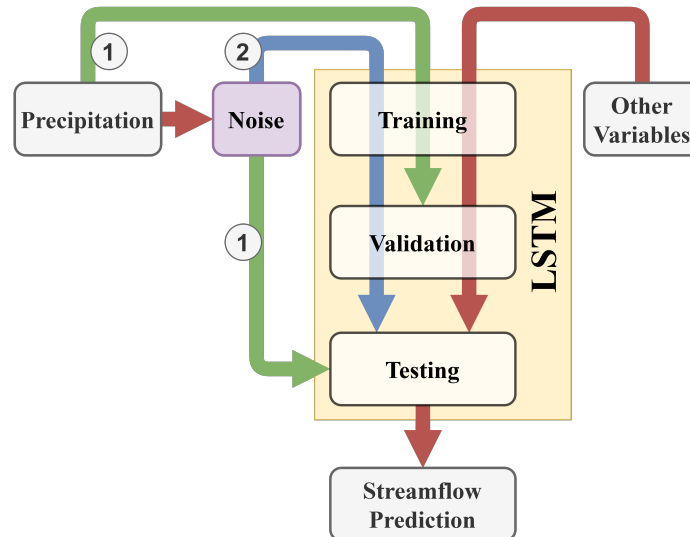 1
2
Precipitation
Noise
Training
Other
Variables
1
Validation
LSTM
Testing
Streamflow
Prediction